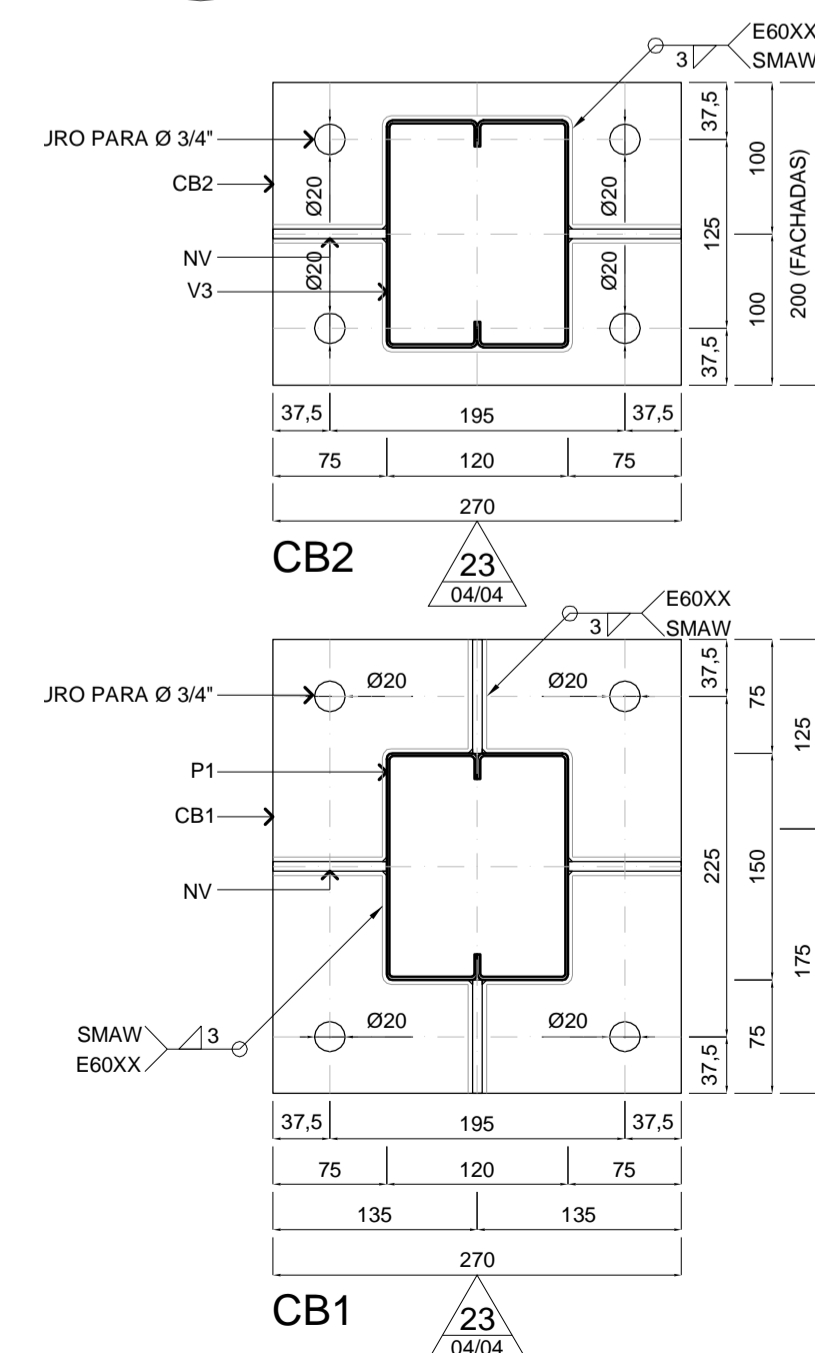 E60XX
3
SMAW
37,5
URO PARA Ø 3/4"
100
CB2
Ø20
Ø20
125
200 (FACHADAS)
NV
Ø20
Ø20
V3
100
37,5
37,5
195
37,5
75
120
75
270
CB2
23
04/04
E60XX
3
SMAW
37,5
URO PARA Ø 3/4"
Ø20
Ø20
75
125
P1
CB1
225
150
NV
175
SMAW
3
E60XX
Ø20
Ø20
75
37,5
37,5
195
37,5
75
120
75
135
135
270
CB1
23
04/04